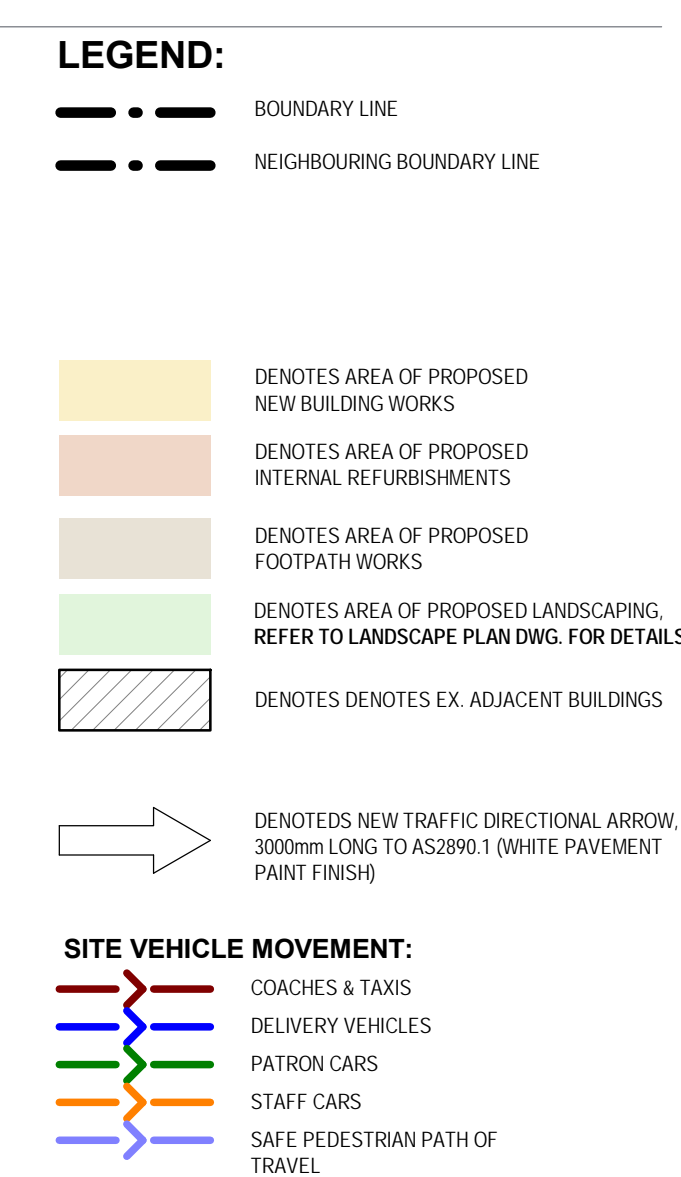 LEGEND:
BOUNDARY LINE
NEIGHBOURING BOUNDARY LINE
DENOTES AREA OF PROPOSED
NEW BUILDING WORKS
DENOTES AREA OF PROPOSED
INTERNAL REFURBISHMENTS
DENOTES AREA OF PROPOSED
FOOTPATH WORKS
DENOTES AREA OF PROPOSED LANDSCAPING,
REFER TO LANDSCAPE PLAN DWG. FOR DETAILS
DENOTES DENOTES EX. ADJACENT BUILDINGS
DENOTEDS NEW TRAFFIC DIRECTIONAL ARROW,
3000mm LONG TO AS2890.1 (WHITE PAVEMENT
PAINT FINISH)
SITE VEHICLE MOVEMENT:
COACHES & TAXIS
DELIVERY VEHICLES
PATRON CARS
STAFF CARS
SAFE PEDESTRIAN PATH OF
TRAVEL